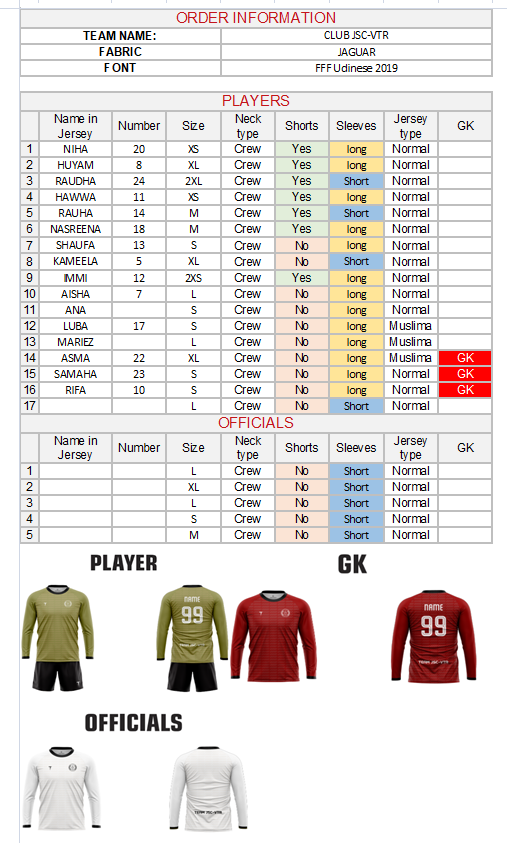 ORDER INFORMATION
TEAM NAME: CLUB JSC-VTR
FABRIC JAGUAR
FONT FFF Udinese 2019
PLAYERS
Name in Jersey Number Size Neck type Shorts Sleeves Jersey type GK
1 NIHA 20 XS Crew Yes long Normal
2 HUYAM 8 XL Crew Yes long Normal
3 RAUDHA 24 2XL Crew Yes Short Normal
4 HAWWA 11 XS Crew Yes long Normal
5 RAUHA 14 M Crew Yes Short Normal
6 NASREENA 18 M Crew Yes long Normal
7 SHAUFA 13 S Crew No long Normal
8 KAMEELA 5 XL Crew No Short Normal
9 IMMI 12 2XS Crew Yes long Normal
10 AISHA 7 L Crew No long Normal
11 ANA S Crew No long Normal
12 LUBA 17 S Crew No long Muslima
13 MARIEZ L Crew No long Muslima
14 ASMA 22 XL Crew No long Muslima GK
15 SAMAHA 23 S Crew No long Normal GK
16 RIFA 10 S Crew No long Normal GK
17 L Crew No Short Normal
OFFICIALS
Name in Jersey Number Size Neck type Shorts Sleeves Jersey type GK
1 L Crew No Short Normal
2 XL Crew No Short Normal
3 L Crew No Short Normal
4 S Crew No Short Normal
5 M Crew No Short Normal
PLAYER GK
NAME NAME
99 99
TEAM JSC-VTR TEAM JSC-VTR
OFFICIALS
TEAM JSC-VTR